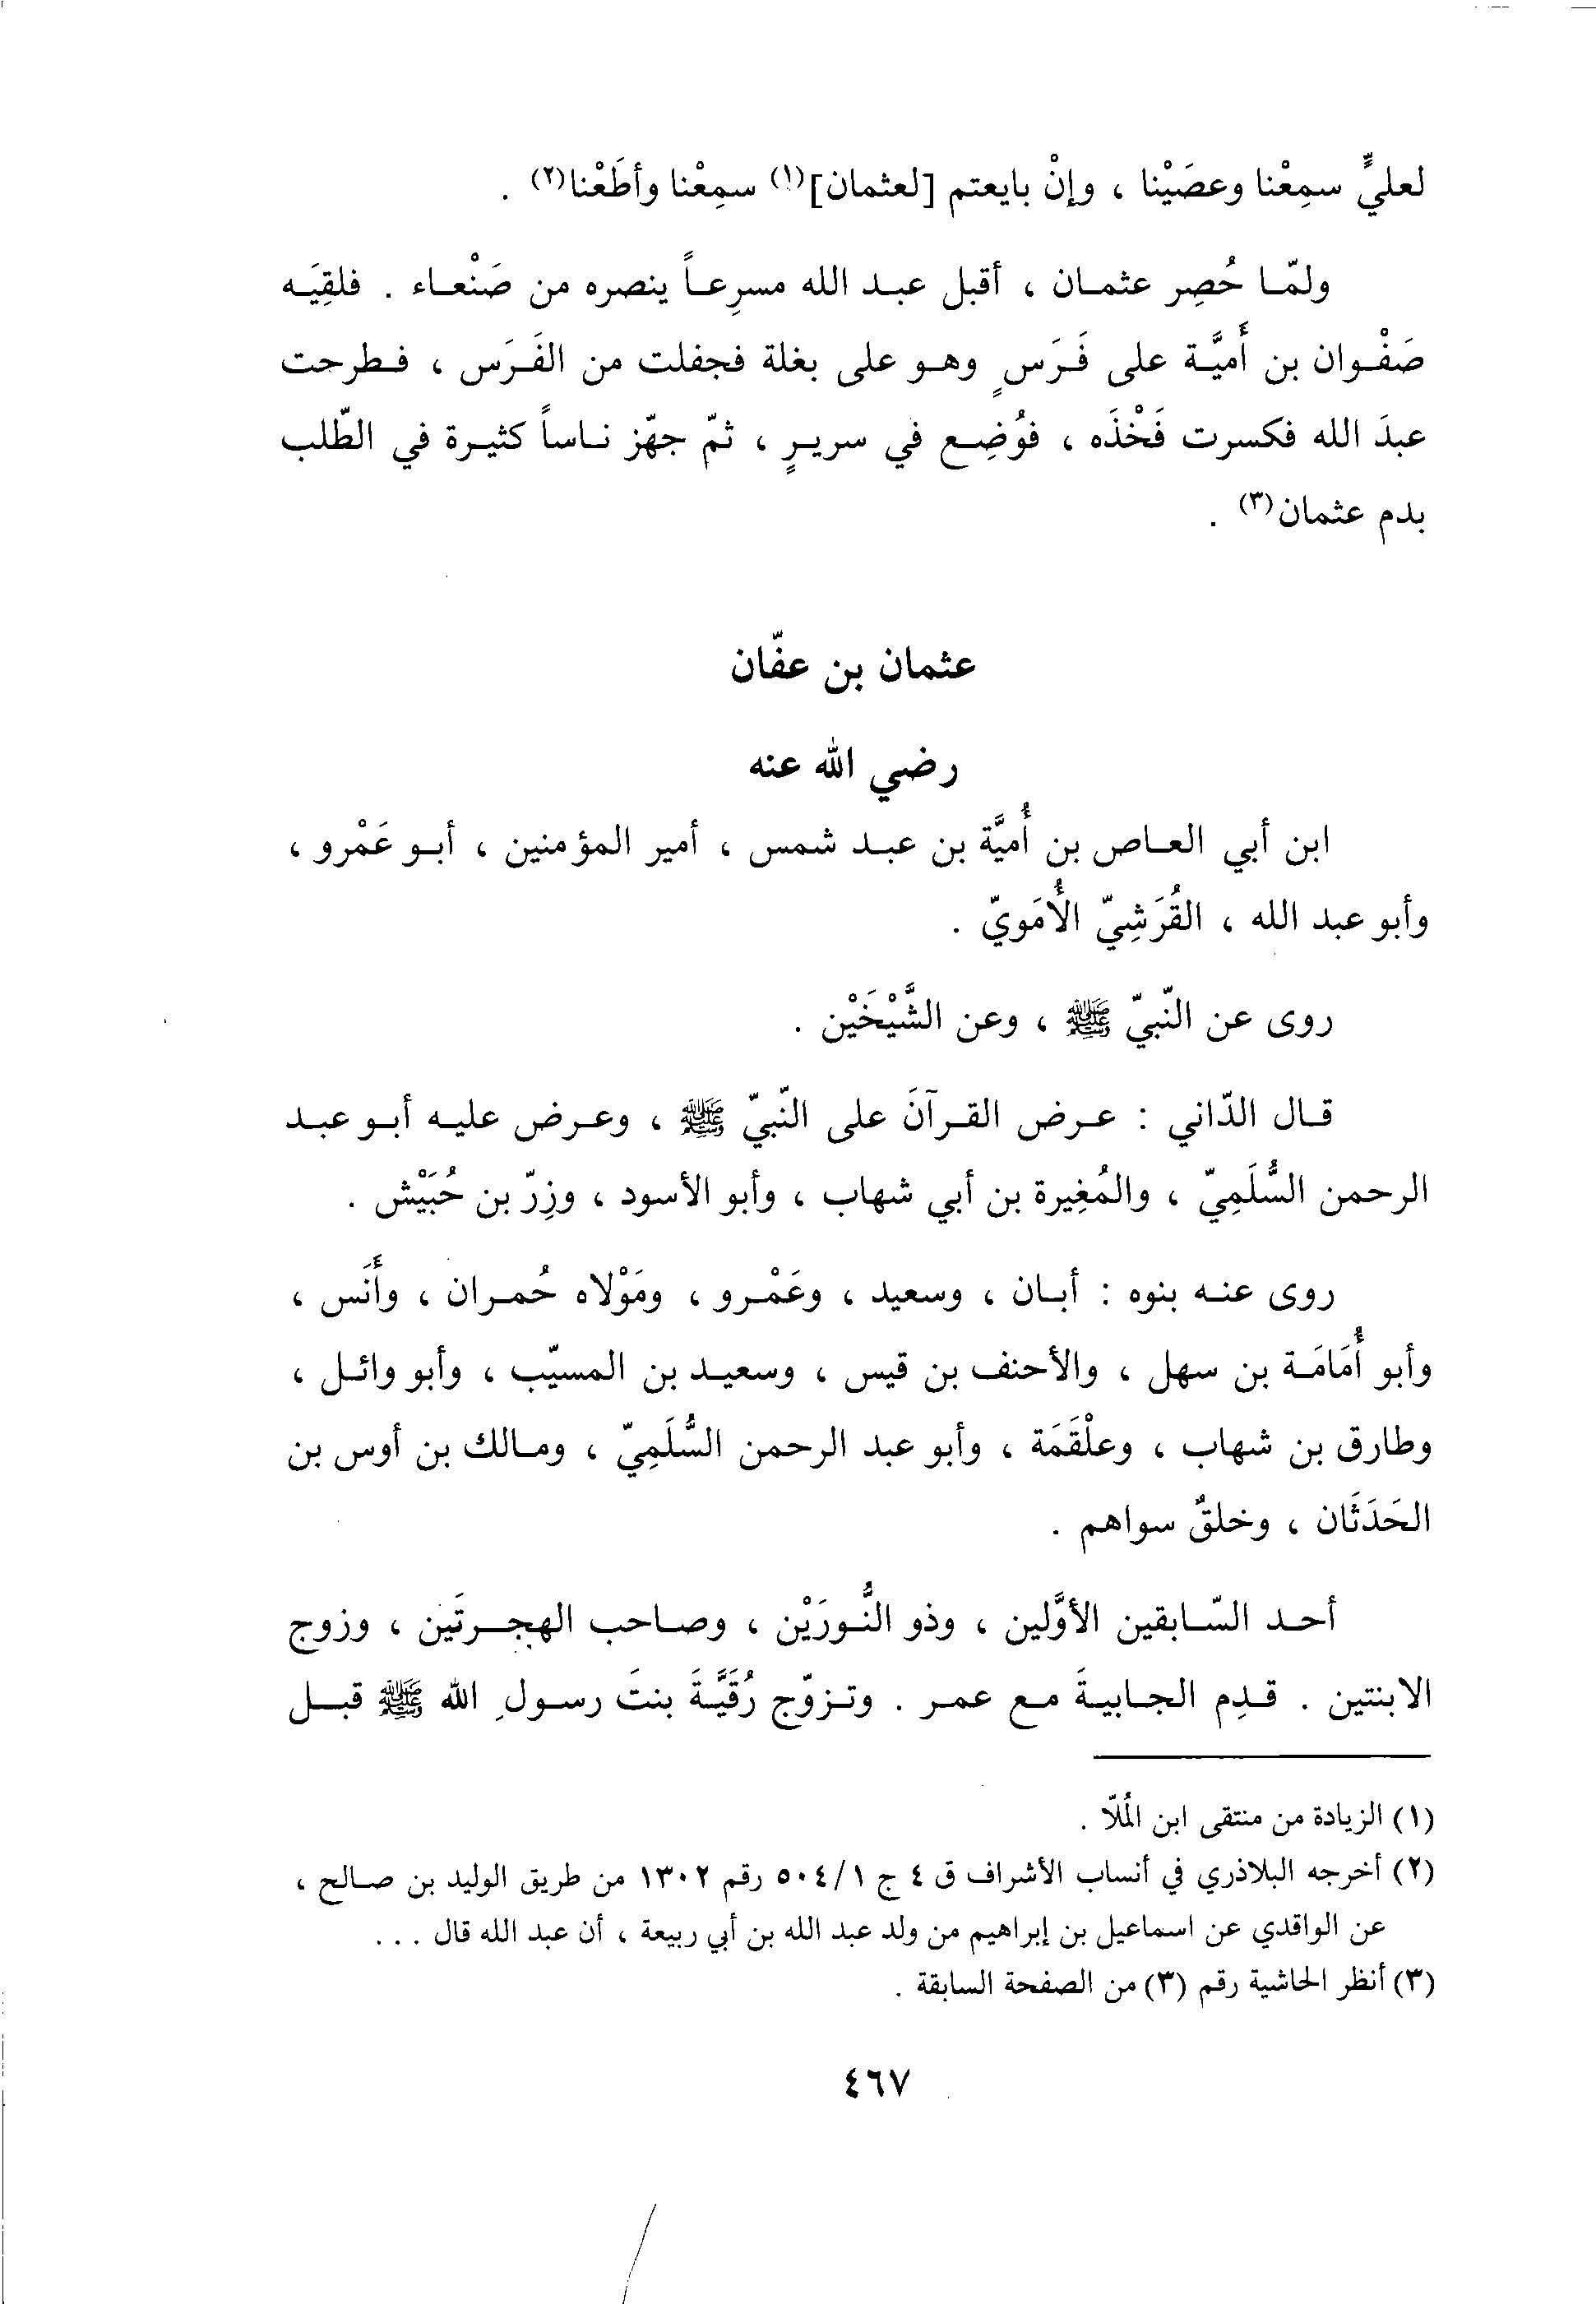 لعليٍّ سمِعْنا وعصَيْنا ، وإنْ بايعتم [لعثمان](١) سمِعْنا وأطَعْنا(٢) .
ولمّا حُصِر عثمان ، أقبل عبد الله مسرِعاً ينصره من صَنْعاء . فلقِيَه
صَفْوان بن أُميَّة على فَرَسٍ وهو على بغلة فجفلت من الفَرَس ، فطرحت
عبدَ الله فكسرت فَخْذَه ، فوُضِع في سريرٍ ، ثمّ جهّز ناساً كثيرة في الطّلب
بدم عثمان(٣) .
عثمان بن عفّان
رضي الله عنه
ابن أبي العاص بن أُميَّة بن عبد شمس ، أمير المؤمنين ، أبو عَمْرو ،
وأبو عبد الله ، القُرَشِيّ الأُمَويّ .
روى عن النّبيّ ﷺ ، وعن الشَّيْخَيْن .
قال الدّاني : عرض القرآنَ على النّبيّ ﷺ ، وعرض عليه أبو عبد
الرحمن السُّلَمِيّ ، والمُغِيرة بن أبي شهاب ، وأبو الأسود ، وزِرّ بن حُبَيْش .
روى عنه بنوه : أبان ، وسعيد ، وعَمْرو ، ومَوْلاه حُمران ، وأَنَس ،
وأبو أُمَامَة بن سهل ، والأحنف بن قيس ، وسعيد بن المسيّب ، وأبو وائل ،
وطارق بن شهاب ، وعلْقَمَة ، وأبو عبد الرحمن السُّلَمِيّ ، ومالك بن أوس بن
الحَدَثَان ، وخلقٌ سواهم .
أحد السّابقين الأوَّلين ، وذو النُّورَيْن ، وصاحب الهجرتَين ، وزوج
الابنتين . قدِم الجابيةَ مع عمر . وتزوّج رُقَيَّةَ بنتَ رسولِ الله ﷺ قبل
(١) الزيادة من منتقى ابن المُلّا .
(٢) أخرجه البلاذري في أنساب الأشراف ق ٤ ج ١/ ٥٠٤ رقم ١٣٠٢ من طريق الوليد بن صالح ،
عن الواقدي عن اسماعيل بن إبراهيم من ولد عبد الله بن أبي ربيعة ، أن عبد الله قال . . .
(٣) أنظر الحاشية رقم (٣) من الصفحة السابقة .
٤٦٧